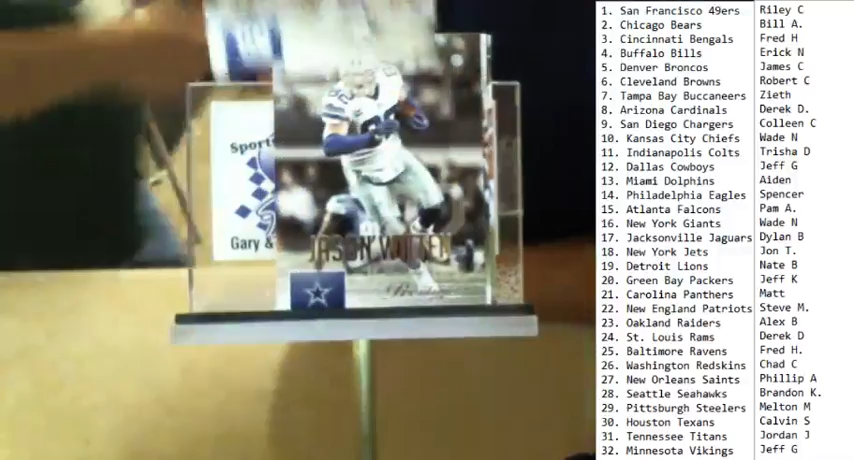 Sport
Gary &
JASON WITTEN
1. San Francisco 49ers Riley C
2. Chicago Bears Bill A.
3. Cincinnati Bengals Fred H
4. Buffalo Bills Erick N
5. Denver Broncos James C
6. Cleveland Browns Robert C
7. Tampa Bay Buccaneers Zieth
8. Arizona Cardinals Derek D.
9. San Diego Chargers Colleen C
10. Kansas City Chiefs Wade N
11. Indianapolis Colts Trisha D
12. Dallas Cowboys Jeff G
13. Miami Dolphins Aiden
14. Philadelphia Eagles Spencer
15. Atlanta Falcons Pam A.
16. New York Giants Wade N
17. Jacksonville Jaguars Dylan B
18. New York Jets Jon T.
19. Detroit Lions Nate B
20. Green Bay Packers Jeff K
21. Carolina Panthers Matt
22. New England Patriots Steve M.
23. Oakland Raiders Alex B
24. St. Louis Rams Derek D
25. Baltimore Ravens Fred H.
26. Washington Redskins Chad C
27. New Orleans Saints Phillip A
28. Seattle Seahawks Brandon K.
29. Pittsburgh Steelers Melton M
30. Houston Texans Calvin S
31. Tennessee Titans Jordan J
32. Minnesota Vikings Jeff G